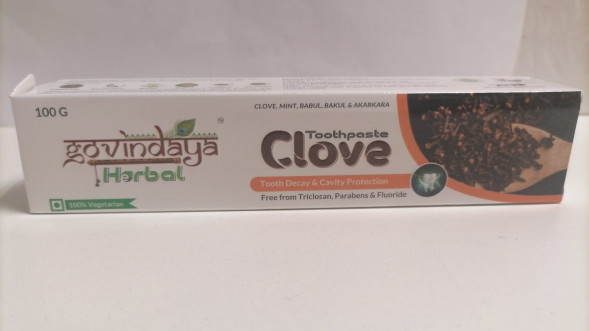 100 G
govindaya
Herbal
100% Vegetarian
CLOVE, MINT, BABUL, BAKUL & AKARKARA
Toothpaste
Clove
Tooth Decay & Cavity Protection
Free from Triclosan, Parabens & Fluoride